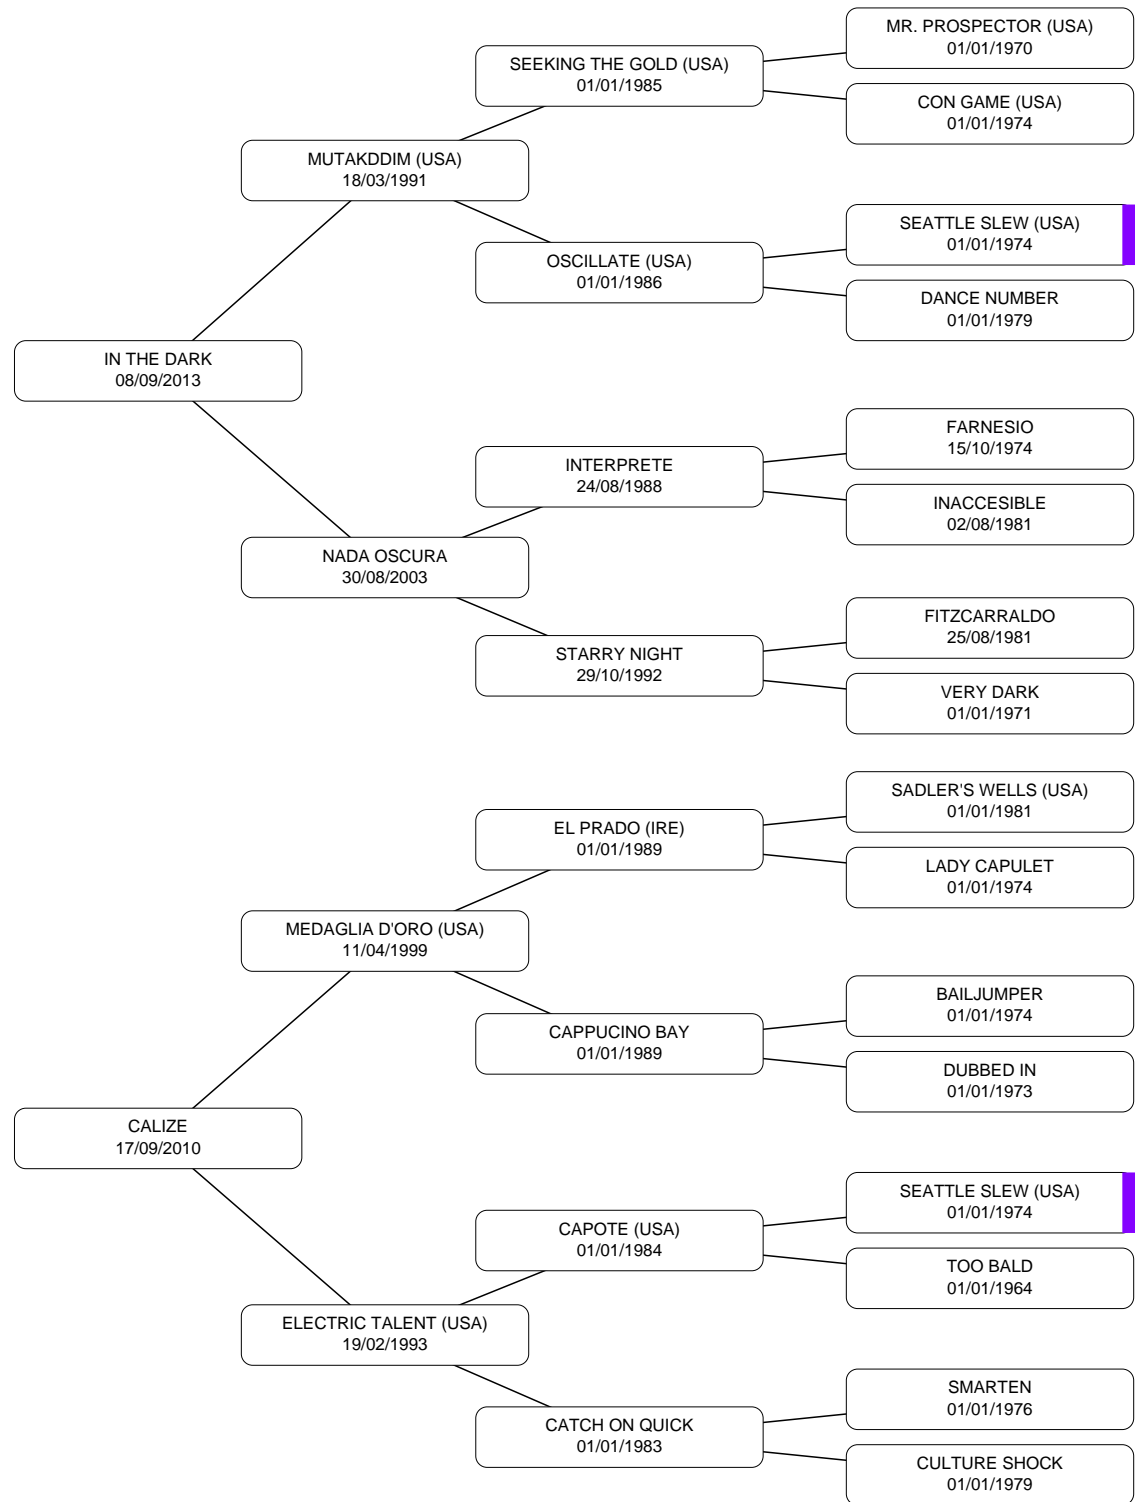 MR. PROSPECTOR (USA)
01/01/1970
SEEKING THE GOLD (USA)
01/01/1985
CON GAME (USA)
01/01/1974
MUTAKDDIM (USA)
18/03/1991
SEATTLE SLEW (USA)
01/01/1974
OSCILLATE (USA)
01/01/1986
DANCE NUMBER
01/01/1979
IN THE DARK
08/09/2013
FARNESIO
15/10/1974
INTERPRETE
24/08/1988
INACCESIBLE
02/08/1981
NADA OSCURA
30/08/2003
FITZCARRALDO
25/08/1981
STARRY NIGHT
29/10/1992
VERY DARK
01/01/1971
SADLER'S WELLS (USA)
01/01/1981
EL PRADO (IRE)
01/01/1989
LADY CAPULET
01/01/1974
MEDAGLIA D'ORO (USA)
11/04/1999
BAILJUMPER
01/01/1974
CAPPUCINO BAY
01/01/1989
DUBBED IN
01/01/1973
CALIZE
17/09/2010
SEATTLE SLEW (USA)
01/01/1974
CAPOTE (USA)
01/01/1984
TOO BALD
01/01/1964
ELECTRIC TALENT (USA)
19/02/1993
SMARTEN
01/01/1976
CATCH ON QUICK
01/01/1983
CULTURE SHOCK
01/01/1979